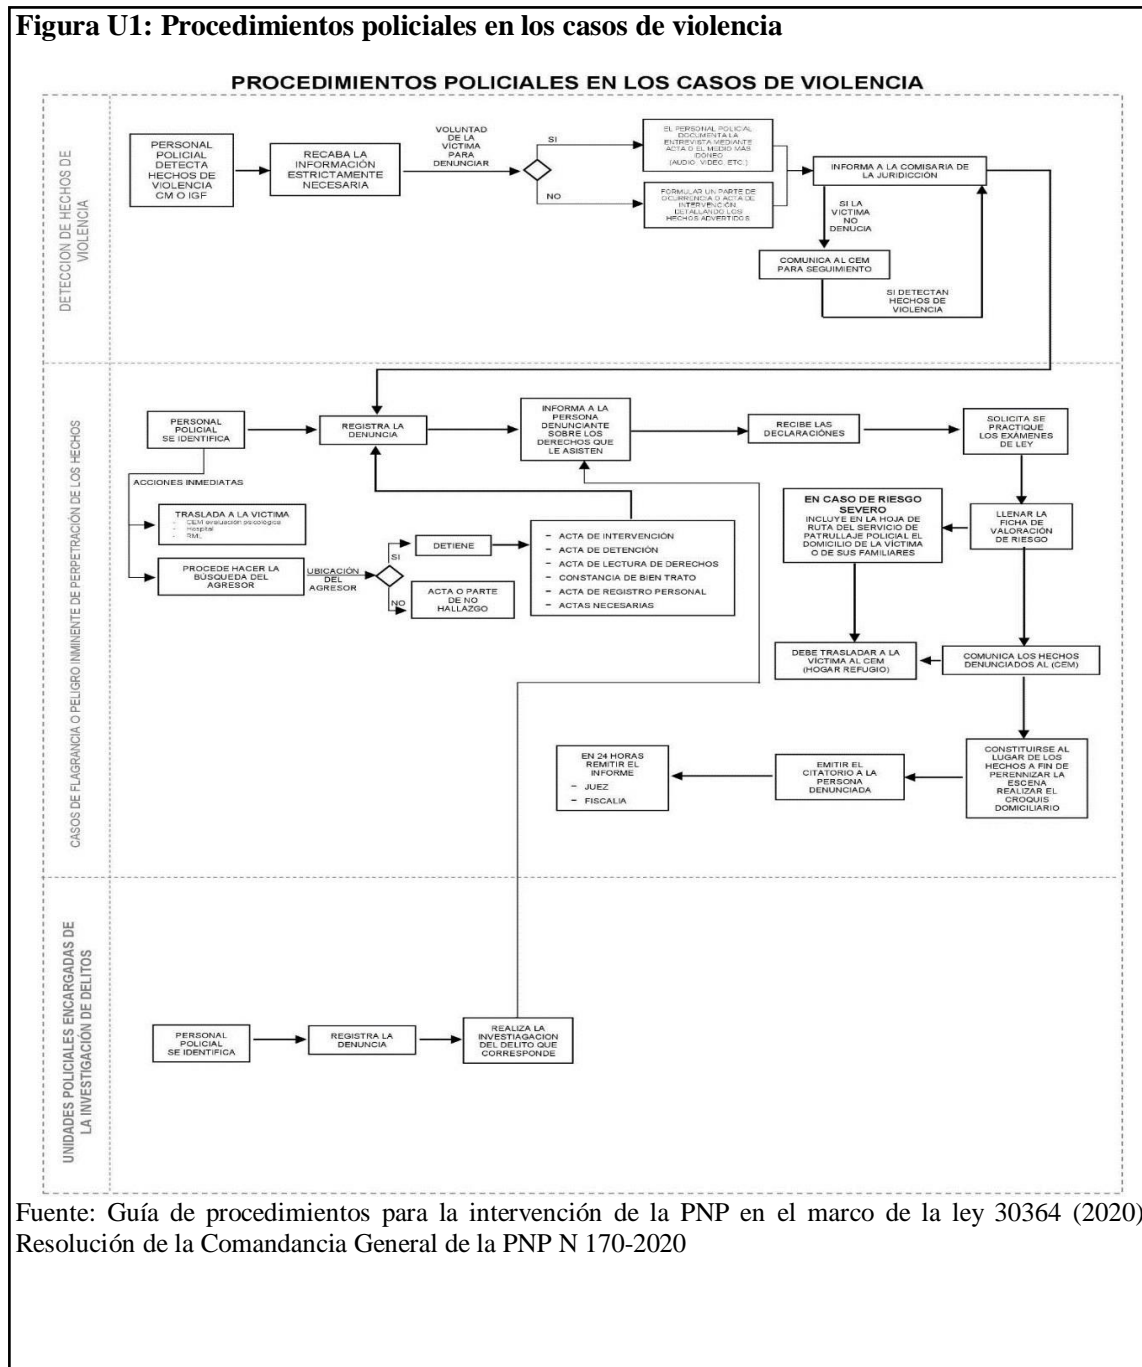 Figura U1: Procedimientos policiales en los casos de violencia
PROCEDIMIENTOS POLICIALES EN LOS CASOS DE VIOLENCIA
DETECCION DE HECHOS DE
VIOLENCIA
PERSONAL
POLICIAL
DETECTA
HECHOS DE
VIOLENCIA
CM O IGF
RECABA LA
INFORMACIÓN
ESTRICTAMENTE
NECESARIA
VOLUNTAD
DE LA
VÍCTIMA
PARA
DENUNCIAR
SI
NO
EL PERSONAL POLICIAL
DOCUMENTA LA
ENTREVISTA MEDIANTE
ACTA O EL MEDIO MÁS
IDÓNEO
(AUDIO, VIDEO, ETC.)
FORMULAR UN PARTE DE
OCURRENCIA O ACTA DE
INTERVENCIÓN,
DETALLANDO LOS
HECHOS ADVERTIDOS
INFORMA A LA COMISARIA DE
LA JURIDICCIÓN
SI LA
VÍCTIMA
NO
DENUCIA
COMUNICA AL CEM
PARA SEGUIMIENTO
SI DETECTAN
HECHOS DE
VIOLENCIA
CASOS DE FLAGRANCIA O PELIGRO INMINENTE DE PERPETRACIÓN DE LOS HECHOS
PERSONAL
POLICIAL
SE IDENTIFICA
REGISTRA LA
DENUNCIA
INFORMA A LA
PERSONA
DENUNCIANTE
SOBRE LOS
DERECHOS QUE
LE ASISTEN
RECIBE LAS
DECLARACIÓNES
SOLICITA SE
PRACTIQUE
LOS EXÁMENES
DE LEY
ACCIONES INMEDIATAS
TRASLADA A LA VICTIMA
- CEM evaluación psicológica
- Hospital
- RML
PROCEDE HACER LA
BÚSQUEDA DEL
AGRESOR
UBICACIÓN
DEL
AGRESOR
SI
NO
DETIENE
ACTA O PARTE
DE NO
HALLAZGO
- ACTA DE INTERVENCIÓN
- ACTA DE DETENCIÓN
- ACTA DE LECTURA DE DERECHOS
- CONSTANCIA DE BIEN TRATO
- ACTA DE REGISTRO PERSONAL
- ACTAS NECESARIAS
EN CASO DE RIESGO
SEVERO
INCLUYE EN LA HOJA DE
RUTA DEL SERVICIO DE
PATRULLAJE POLICIAL EL
DOMICILIO DE LA VÍCTIMA
O DE SUS FAMILIARES
LLENAR LA
FICHA DE
VALORACIÓN
DE RIESGO
DEBE TRASLADAR A LA
VÍCTIMA AL CEM
(HOGAR REFUGIO)
COMUNICA LOS HECHOS
DENUNCIADOS AL (CEM)
EN 24 HORAS
REMITIR EL
INFORME
- JUEZ
- FISCALIA
EMITIR EL
CITATORIO A LA
PERSONA
DENUNCIADA
CONSTITUIRSE AL
LUGAR DE LOS
HECHOS A FIN DE
PERENNIZAR LA
ESCENA
REALIZAR EL
CROQUIS
DOMICILIARIO
UNIDADES POLICIALES ENCARGADAS DE
LA INVESTIGACIÓN DE DELITOS
PERSONAL
POLICIAL
SE IDENTIFICA
REGISTRA LA
DENUNCIA
REALIZA LA
INVESTIAGACION
DEL DELITO QUE
CORRESPONDE
Fuente: Guía de procedimientos para la intervención de la PNP en el marco de la ley 30364 (2020)
Resolución de la Comandancia General de la PNP N 170-2020